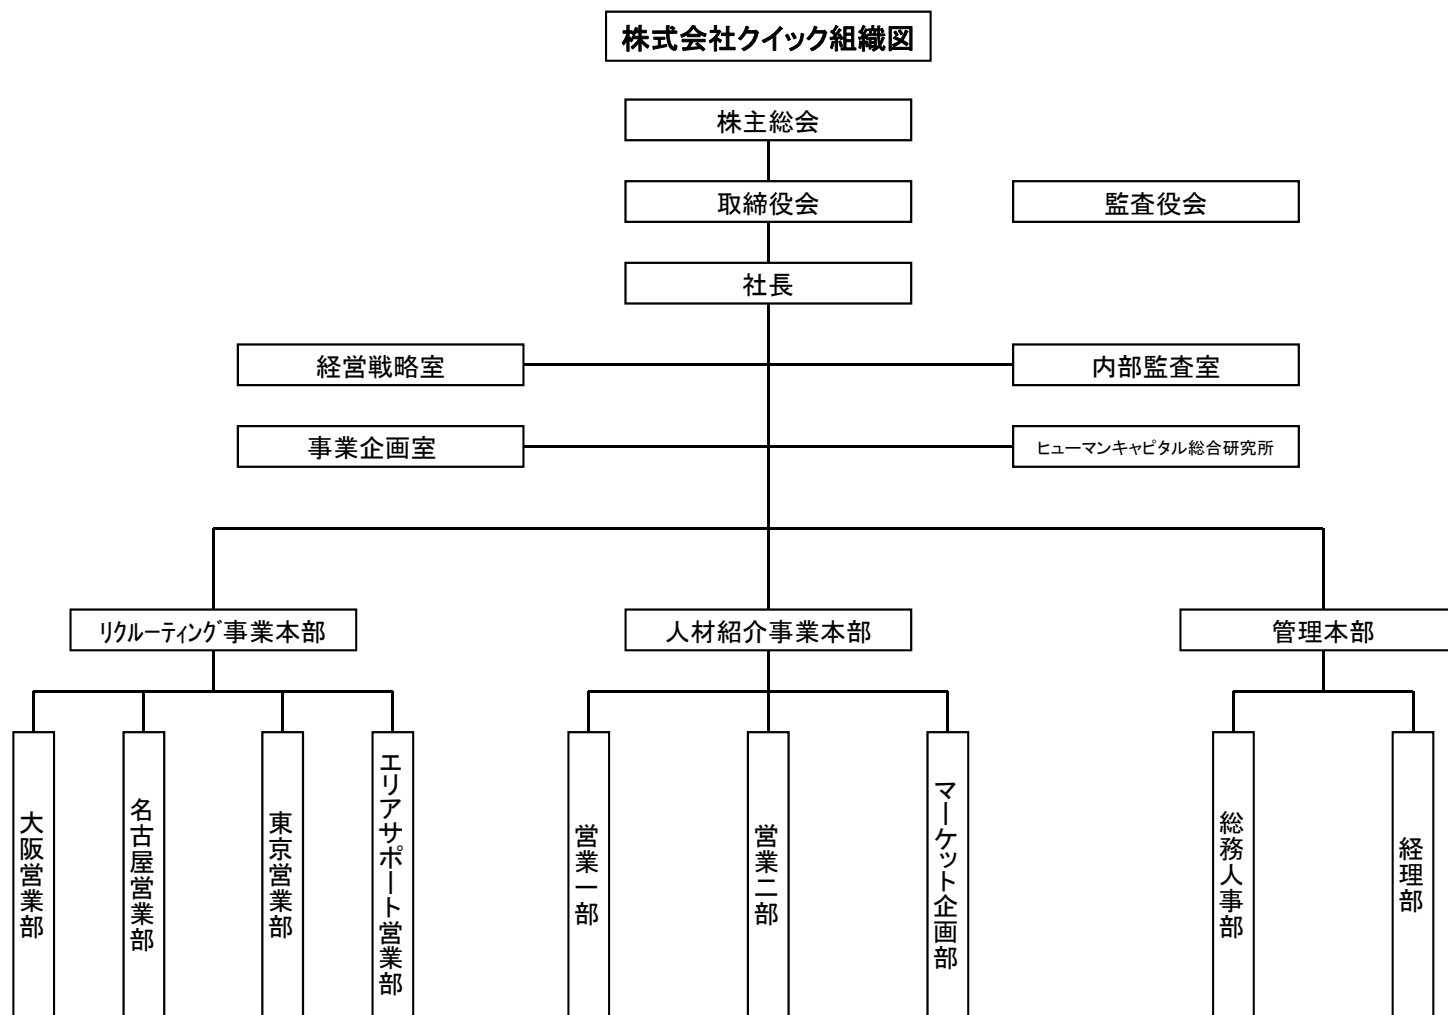 株式会社クイック組織図
株主総会
取締役会
監査役会
社長
経営戦略室
内部監査室
事業企画室
ヒューマンキャピタル総合研究所
ﾘｸﾙｰﾃｨﾝｸﾞ事業本部
人材紹介事業本部
管理本部
大阪営業部
名古屋営業部
東京営業部
エリアサポート営業部
営業一部
営業二部
マーケット企画部
総務人事部
経理部